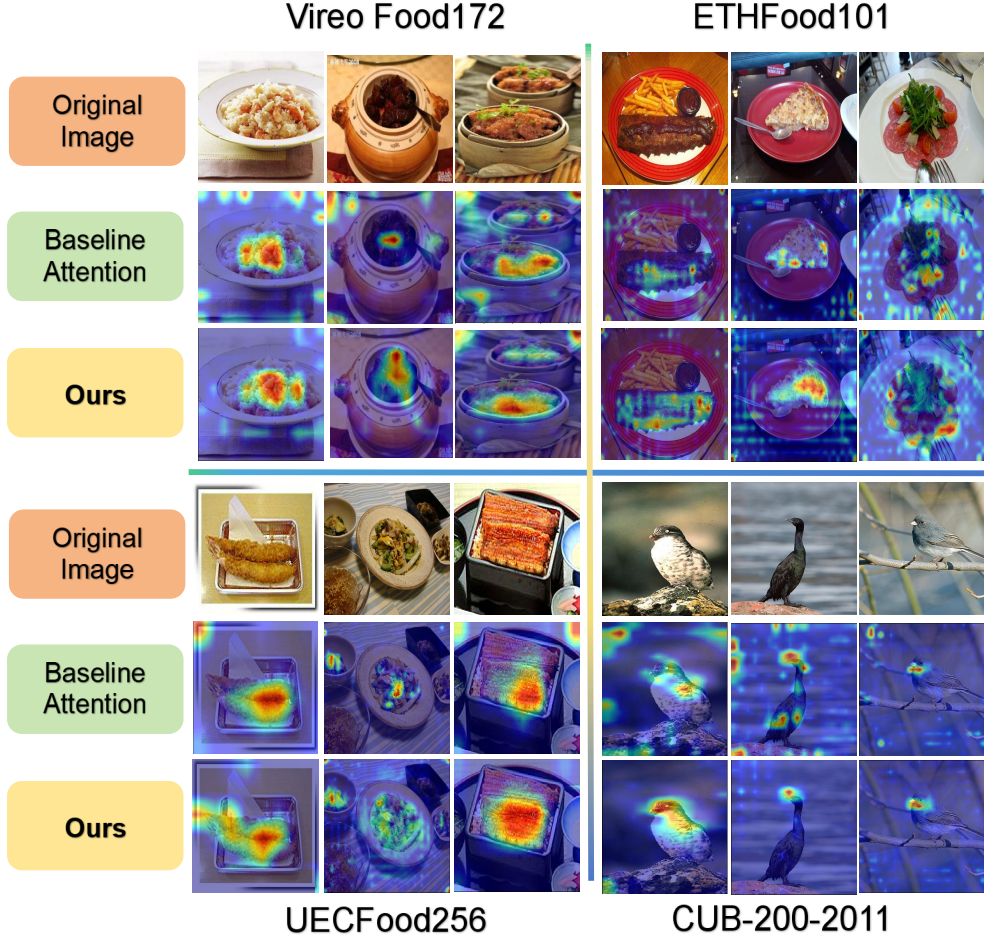 Vireo Food172
ETHFood101
Original
Image
Baseline
Attention
Ours
Original
Image
Baseline
Attention
Ours
UECFood256
CUB-200-2011